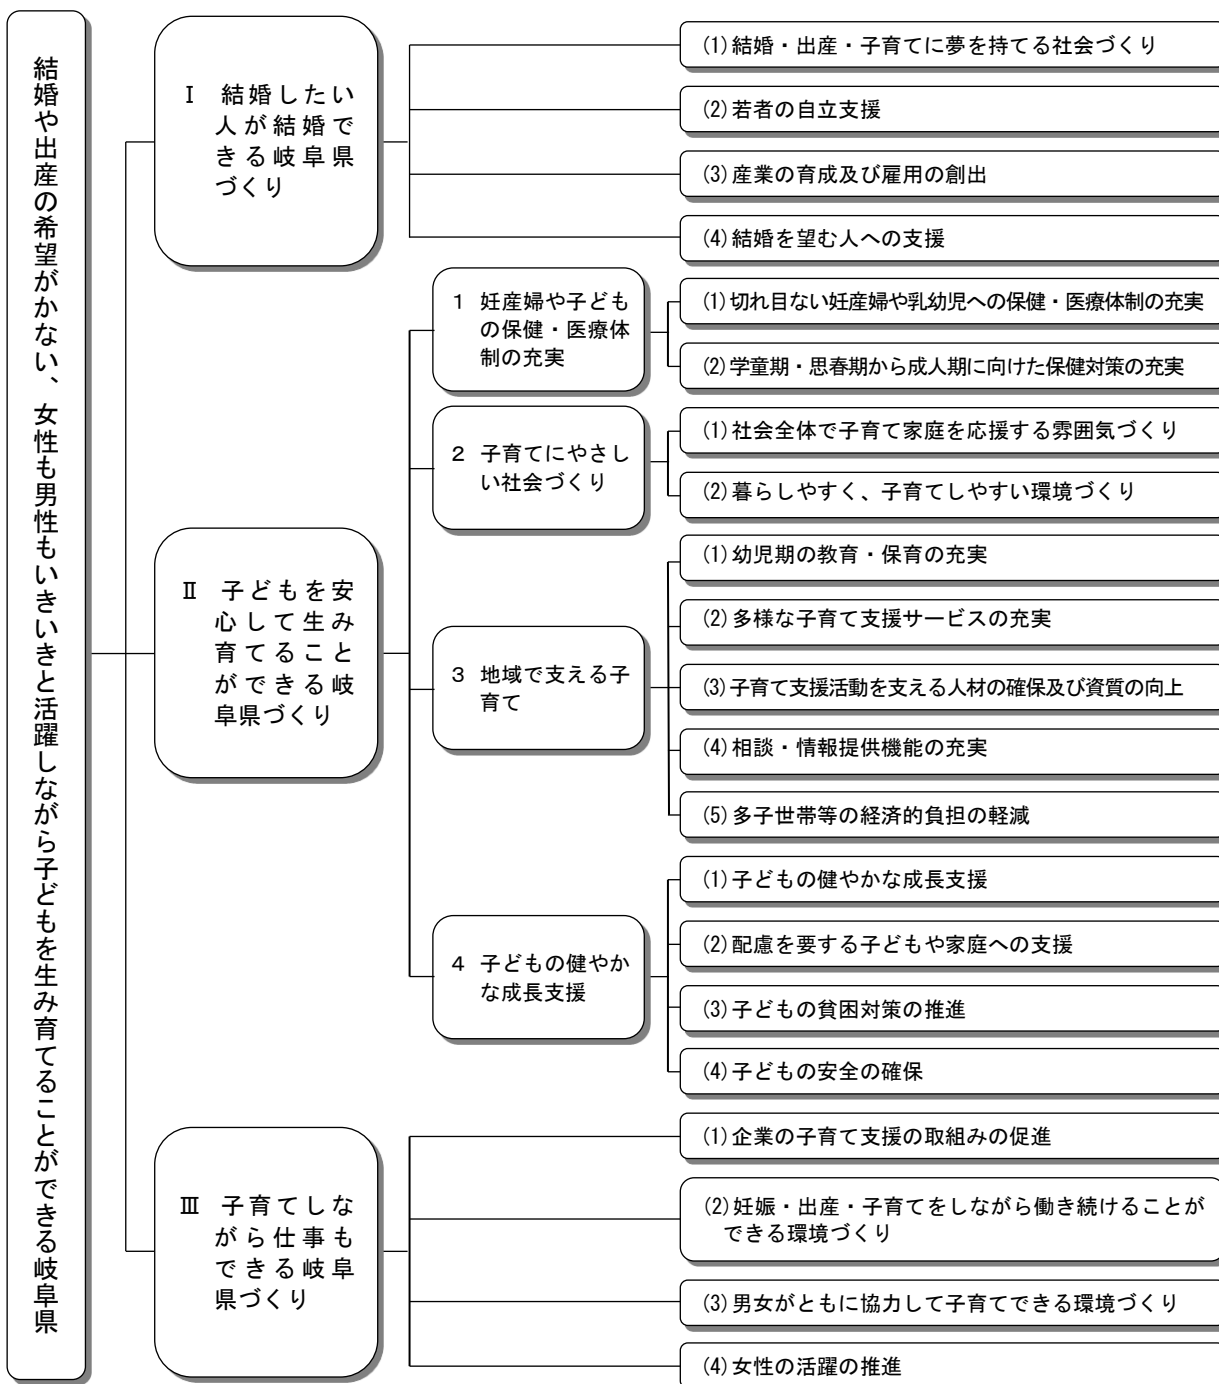 結婚や出産の希望がかない、女性も男性もいきいきと活躍しながら子どもを生み育てることができる岐阜県
Ⅰ 結婚したい
人が結婚で
きる岐阜県
づくり
(1)結婚・出産・子育てに夢を持てる社会づくり
(2)若者の自立支援
(3)産業の育成及び雇用の創出
(4)結婚を望む人への支援
Ⅱ 子どもを安
心して生み
育てること
ができる岐
阜県づくり
1 妊産婦や子ども
の保健・医療体
制の充実
(1)切れ目ない妊産婦や乳幼児への保健・医療体制の充実
(2)学童期・思春期から成人期に向けた保健対策の充実
2 子育てにやさし
い社会づくり
(1)社会全体で子育て家庭を応援する雰囲気づくり
(2)暮らしやすく、子育てしやすい環境づくり
3 地域で支える子
育て
(1)幼児期の教育・保育の充実
(2)多様な子育て支援サービスの充実
(3)子育て支援活動を支える人材の確保及び資質の向上
(4)相談・情報提供機能の充実
(5)多子世帯等の経済的負担の軽減
4 子どもの健やか
な成長支援
(1)子どもの健やかな成長支援
(2)配慮を要する子どもや家庭への支援
(3)子どもの貧困対策の推進
(4)子どもの安全の確保
Ⅲ 子育てしな
がら仕事も
できる岐阜
県づくり
(1)企業の子育て支援の取組みの促進
(2)妊娠・出産・子育てをしながら働き続けることが
できる環境づくり
(3)男女がともに協力して子育てできる環境づくり
(4)女性の活躍の推進